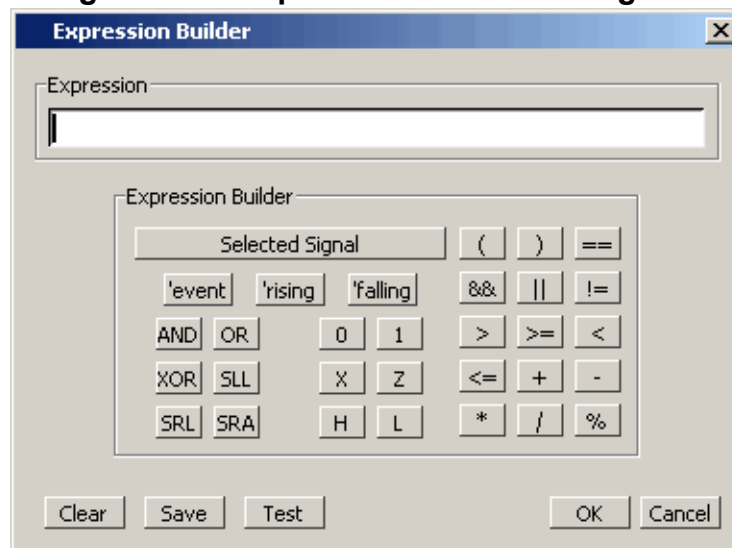 Expression Builder
Expression
Expression Builder
Selected Signal ( ) ==
'event 'rising 'falling && || !=
AND OR 0 1 > >= <
XOR SLL X Z <= + -
SRL SRA H L * / %
Clear Save Test OK Cancel